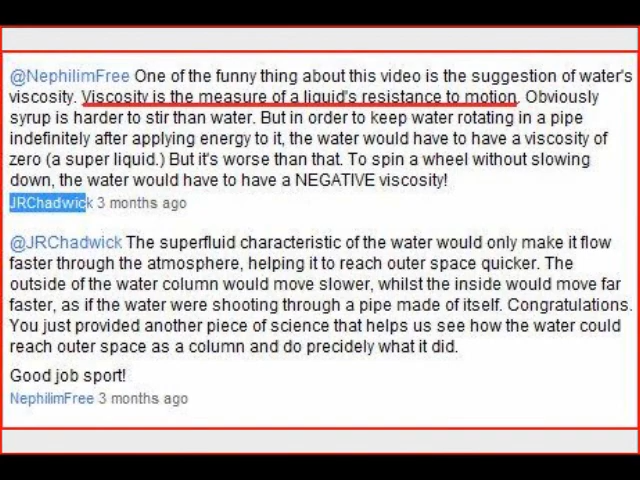 @NephilimFree One of the funny thing about this video is the suggestion of water's
viscosity. Viscosity is the measure of a liquid's resistance to motion. Obviously
syrup is harder to stir than water. But in order to keep water rotating in a pipe
indefinitely after applying energy to it, the water would have to have a viscosity of
zero (a super liquid.) But it's worse than that. To spin a wheel without slowing
down, the water would have to have a NEGATIVE viscosity!
JRChadwick 3 months ago
@JRChadwick The superfluid characteristic of the water would only make it flow
faster through the atmosphere, helping it to reach outer space quicker. The
outside of the water column would move slower, whilst the inside would move far
faster, as if the water were shooting through a pipe made of itself. Congratulations.
You just provided another piece of science that helps us see how the water could
reach outer space as a column and do precidely what it did.
Good job sport!
NephilimFree 3 months ago